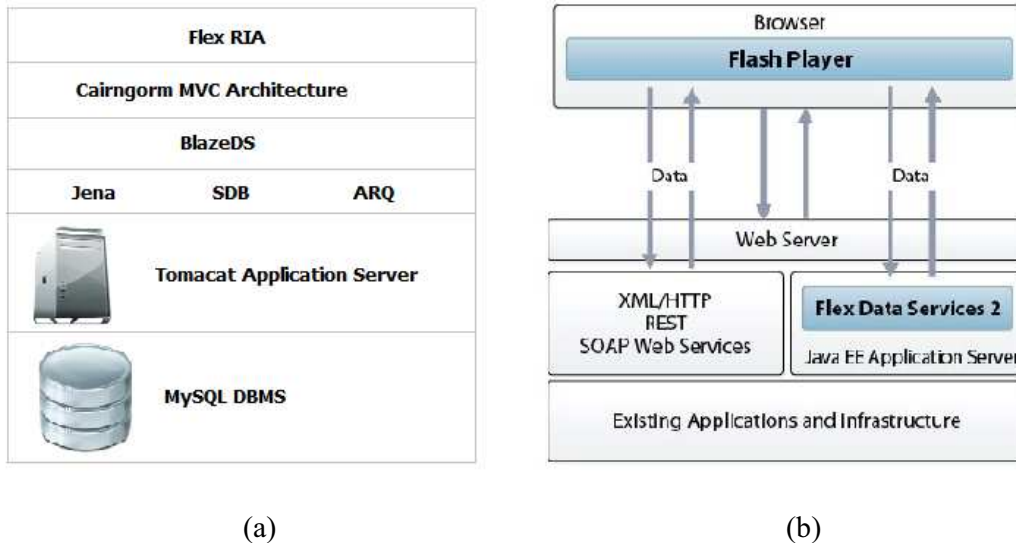 Flex RIA
Cairngorm MVC Architecture
BlazeDS
Jena SDB ARQ
Tomacat Application Server
MySQL DBMS
(a)
Browser
Flash Player
Data Data
Web Server
XML/HTTP
REST
SOAP Web Services
Flex Data Services 2
Java EE Application Server
Existing Applications and Infrastructure
(b)